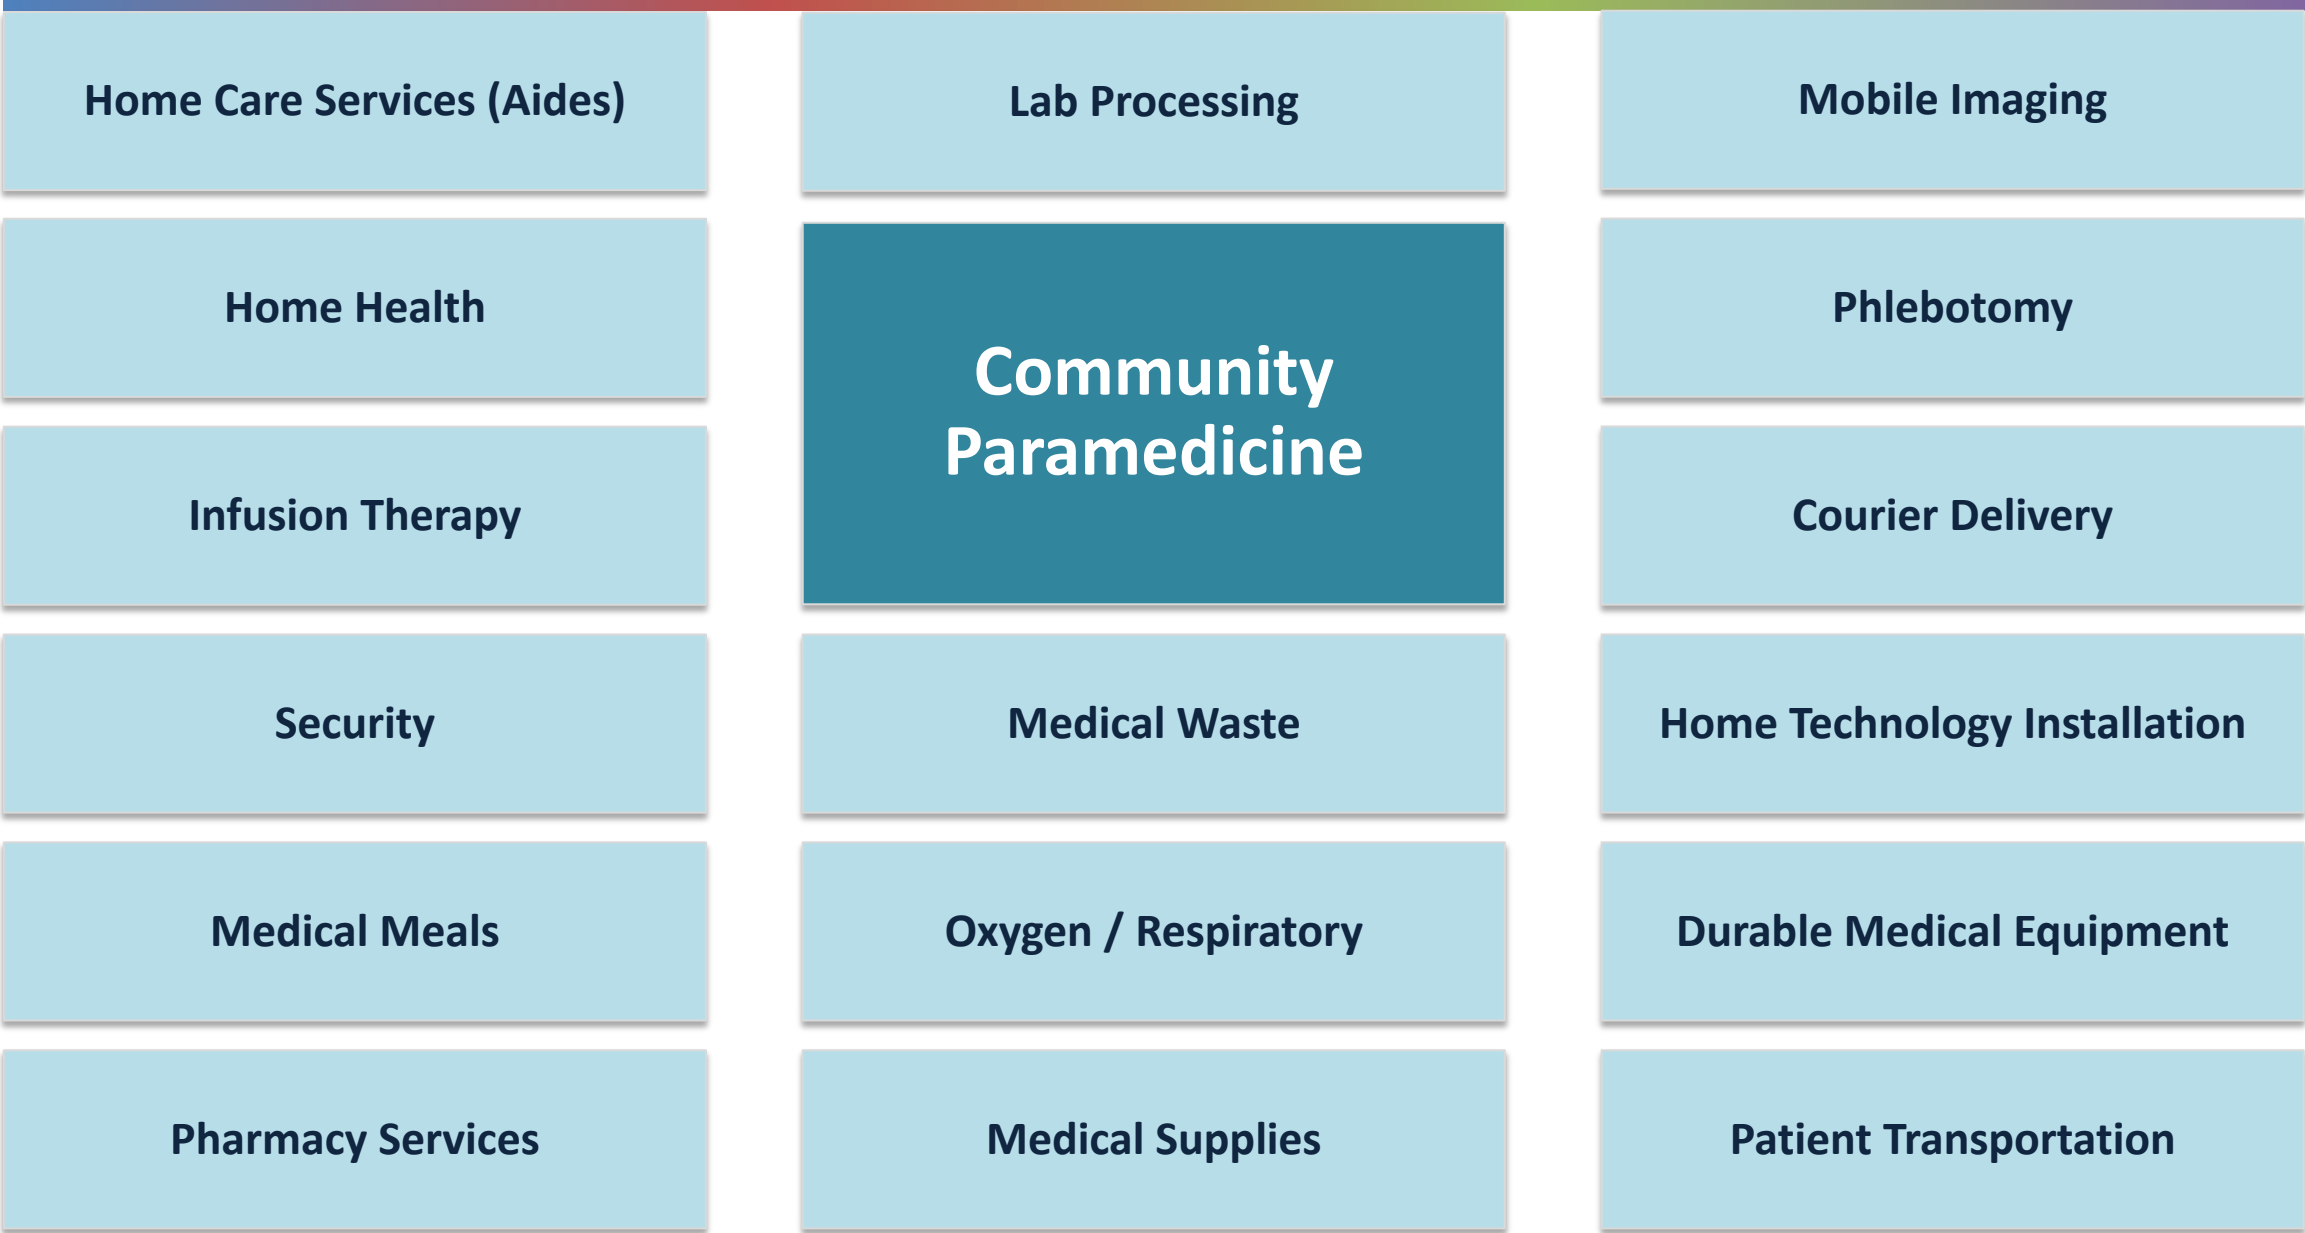 Home Care Services (Aides)
Lab Processing
Mobile Imaging
Home Health
Community
Paramedicine
Phlebotomy
Infusion Therapy
Courier Delivery
Security
Medical Waste
Home Technology Installation
Medical Meals
Oxygen / Respiratory
Durable Medical Equipment
Pharmacy Services
Medical Supplies
Patient Transportation